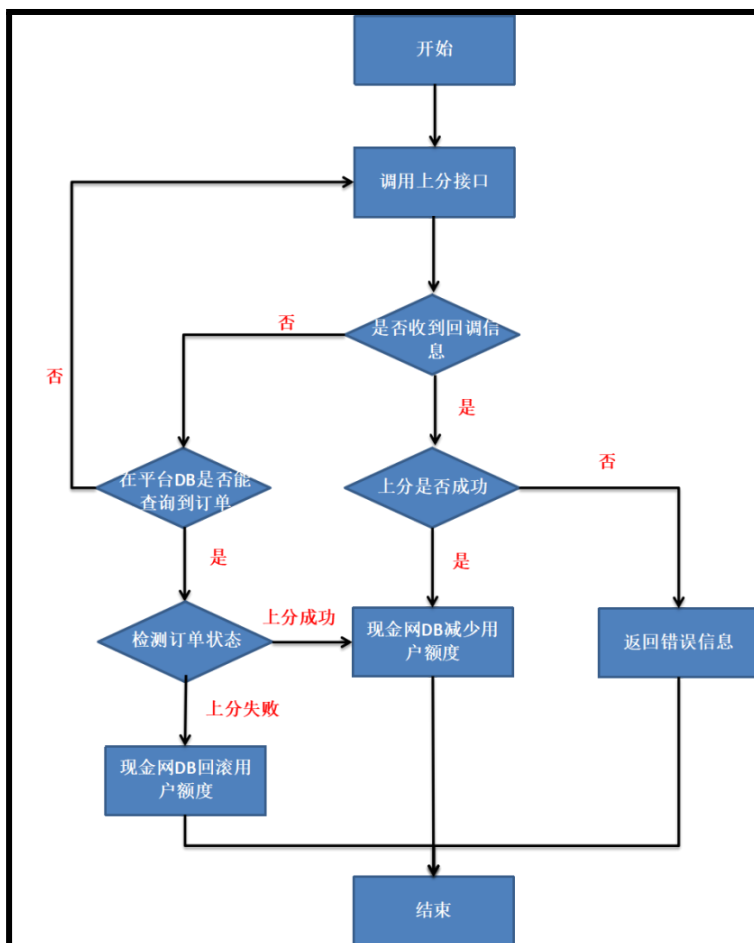 开始
调用上分接口
是否收到回调信
息
否
否
是
在平台DB是否能
查询到订单
上分是否成功
否
是
是
检测订单状态
上分成功
现金网DB减少用
户额度
返回错误信息
上分失败
现金网DB回滚用
户额度
结束